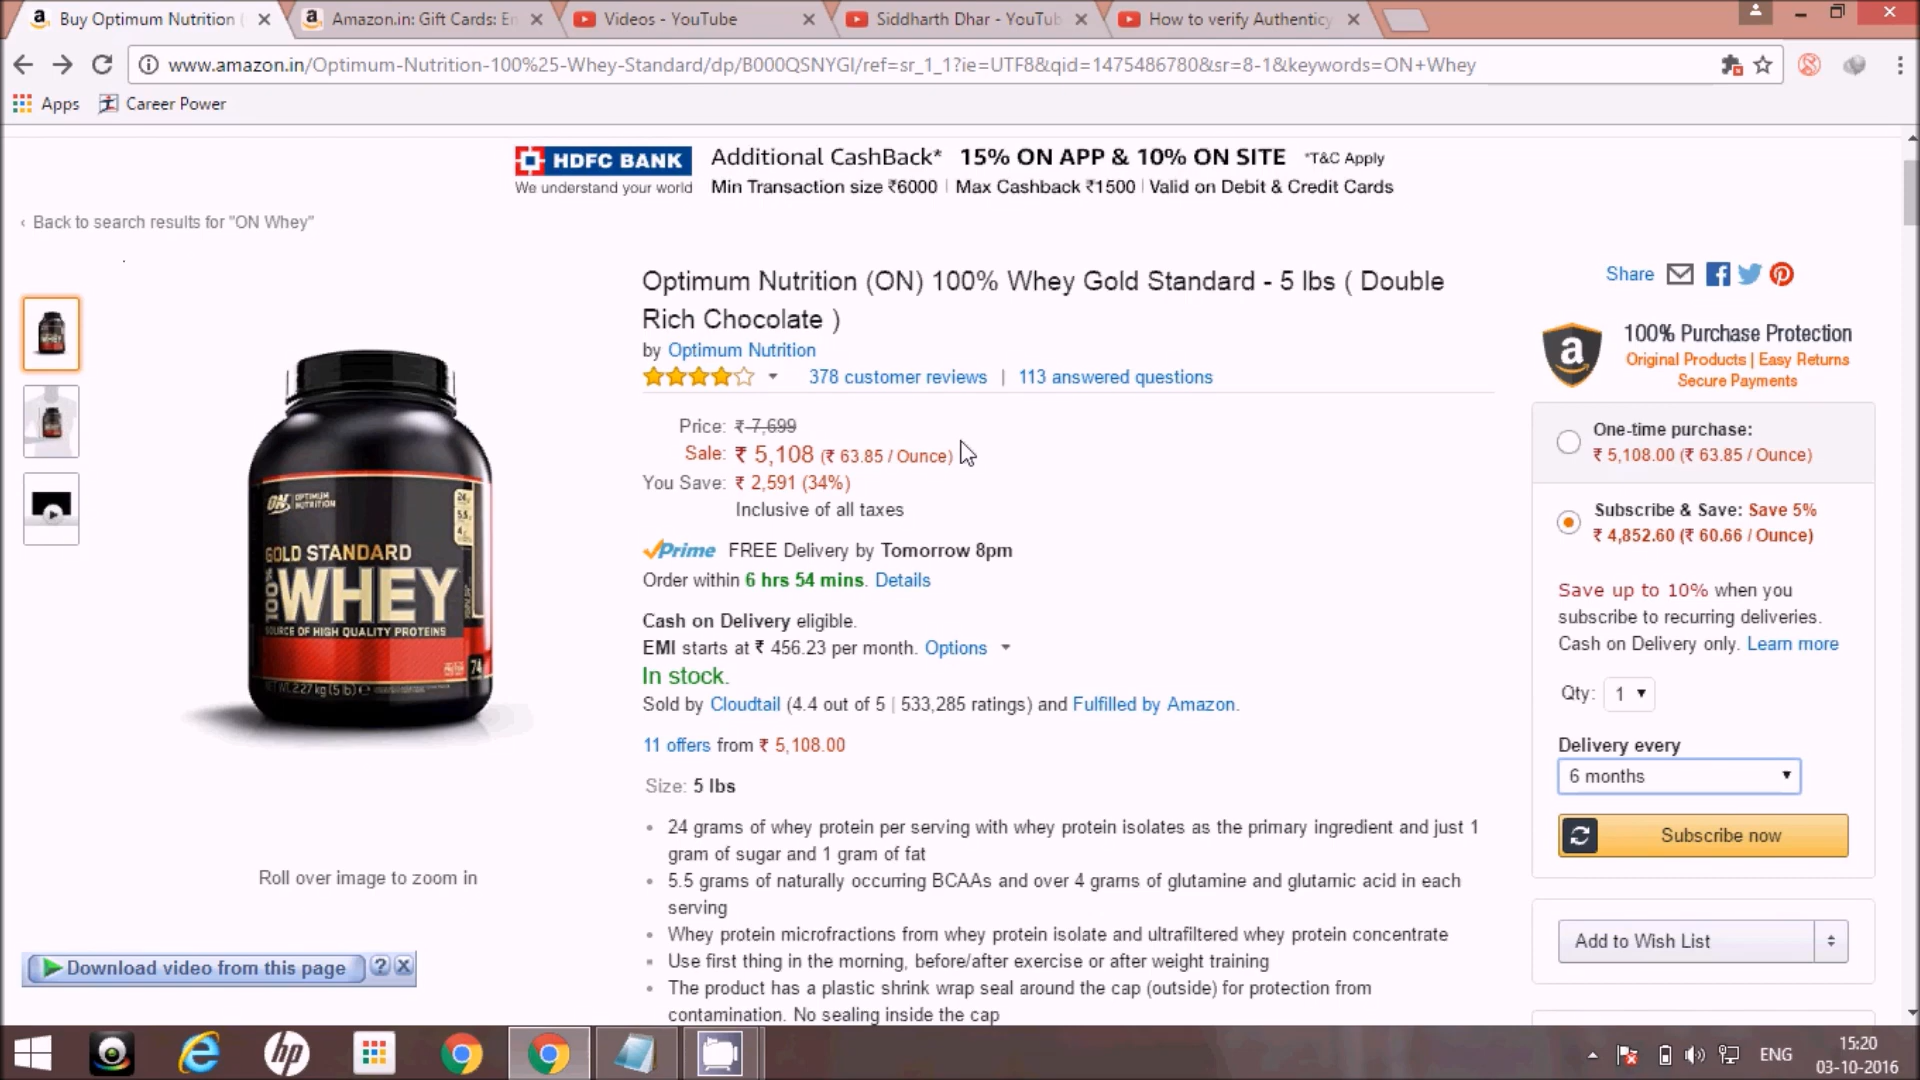 Buy Optimum Nutrition (
Amazon.in: Gift Cards: En
Videos - YouTube
Siddharth Dhar - YouTub
How to verify Authenticy
www.amazon.in/Optimum-Nutrition-100%25-Whey-Standard/dp/B000QSNYGI/ref=sr_1_1?ie=UTF8&qid=1475486780&sr=8-1&keywords=ON+Whey
Apps
Career Power
HDFC BANK
We understand your world
Additional CashBack* 15% ON APP & 10% ON SITE *T&C Apply
Min Transaction size ₹6000 | Max Cashback ₹1500 | Valid on Debit & Credit Cards
‹ Back to search results for "ON Whey"
Optimum Nutrition (ON) 100% Whey Gold Standard - 5 lbs ( Double
Rich Chocolate )
by Optimum Nutrition
378 customer reviews | 113 answered questions
Price: ₹ 7,699
Sale: ₹ 5,108 (₹ 63.85 / Ounce)
You Save: ₹ 2,591 (34%)
Inclusive of all taxes
Prime FREE Delivery by Tomorrow 8pm
Order within 6 hrs 54 mins. Details
Cash on Delivery eligible.
EMI starts at ₹ 456.23 per month. Options
In stock.
Sold by Cloudtail (4.4 out of 5 | 533,285 ratings) and Fulfilled by Amazon.
11 offers from ₹ 5,108.00
Size: 5 lbs
• 24 grams of whey protein per serving with whey protein isolates as the primary ingredient and just 1
gram of sugar and 1 gram of fat
• 5.5 grams of naturally occurring BCAAs and over 4 grams of glutamine and glutamic acid in each
serving
• Whey protein microfractions from whey protein isolate and ultrafiltered whey protein concentrate
• Use first thing in the morning, before/after exercise or after weight training
• The product has a plastic shrink wrap seal around the cap (outside) for protection from
contamination. No sealing inside the cap
ON OPTIMUM
NUTRITION
GOLD STANDARD
100%
WHEY
SOURCE OF HIGH QUALITY PROTEINS
74
NET WT. 2.27 kg (5 lb)
Roll over image to zoom in
Download video from this page
Share
100% Purchase Protection
Original Products | Easy Returns
Secure Payments
One-time purchase:
₹ 5,108.00 (₹ 63.85 / Ounce)
Subscribe & Save: Save 5%
₹ 4,852.60 (₹ 60.66 / Ounce)
Save up to 10% when you
subscribe to recurring deliveries.
Cash on Delivery only. Learn more
Qty: 1
Delivery every
6 months
Subscribe now
Add to Wish List
hp
ENG
15:20
03-10-2016